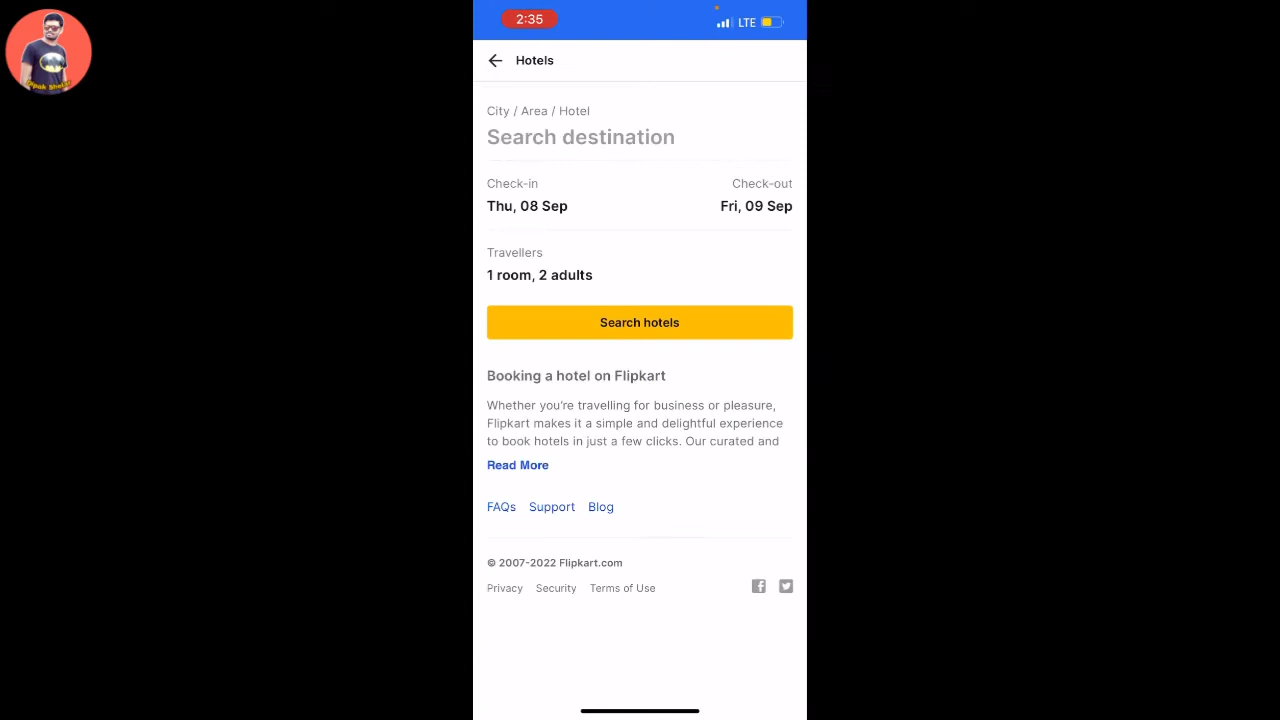 2:35
LTE
Hotels
City / Area / Hotel
Search destination
Check-in
Check-out
Thu, 08 Sep
Fri, 09 Sep
Travellers
1 room, 2 adults
Search hotels
Booking a hotel on Flipkart
Whether you're travelling for business or pleasure,
Flipkart makes it a simple and delightful experience
to book hotels in just a few clicks. Our curated and
Read More
FAQs Support Blog
© 2007-2022 Flipkart.com
Privacy Security Terms of Use